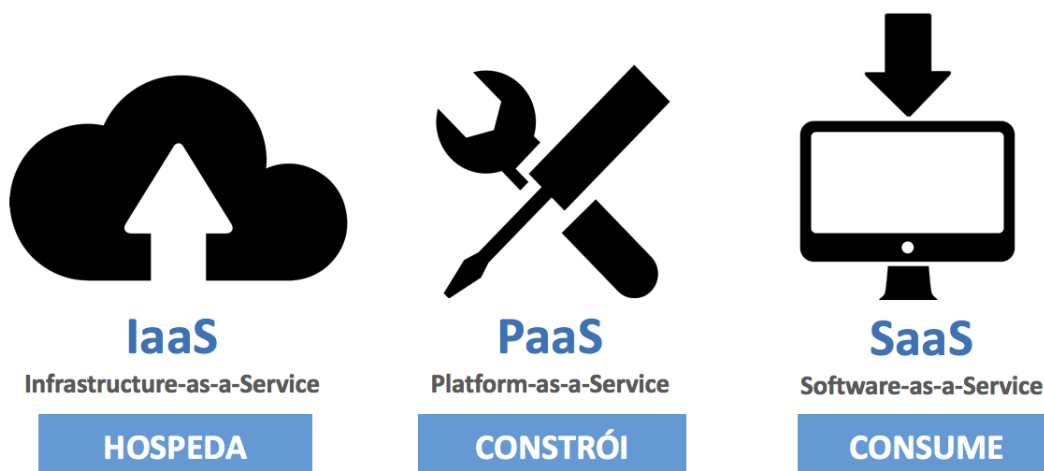 IaaS
Infrastructure-as-a-Service
HOSPEDA
PaaS
Platform-as-a-Service
CONSTRÓI
SaaS
Software-as-a-Service
CONSUME